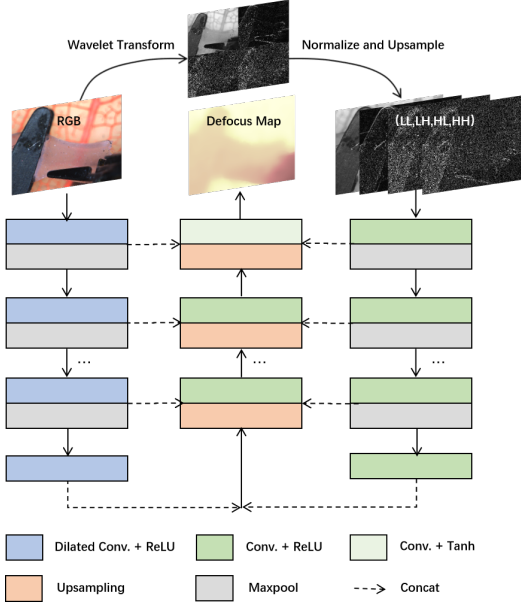 Wavelet Transform
Normalize and Upsample
RGB
Defocus Map
(LL,LH,HL,HH)
...
...
...
Dilated Conv. + ReLU
Conv. + ReLU
Conv. + Tanh
Upsampling
Maxpool
Concat